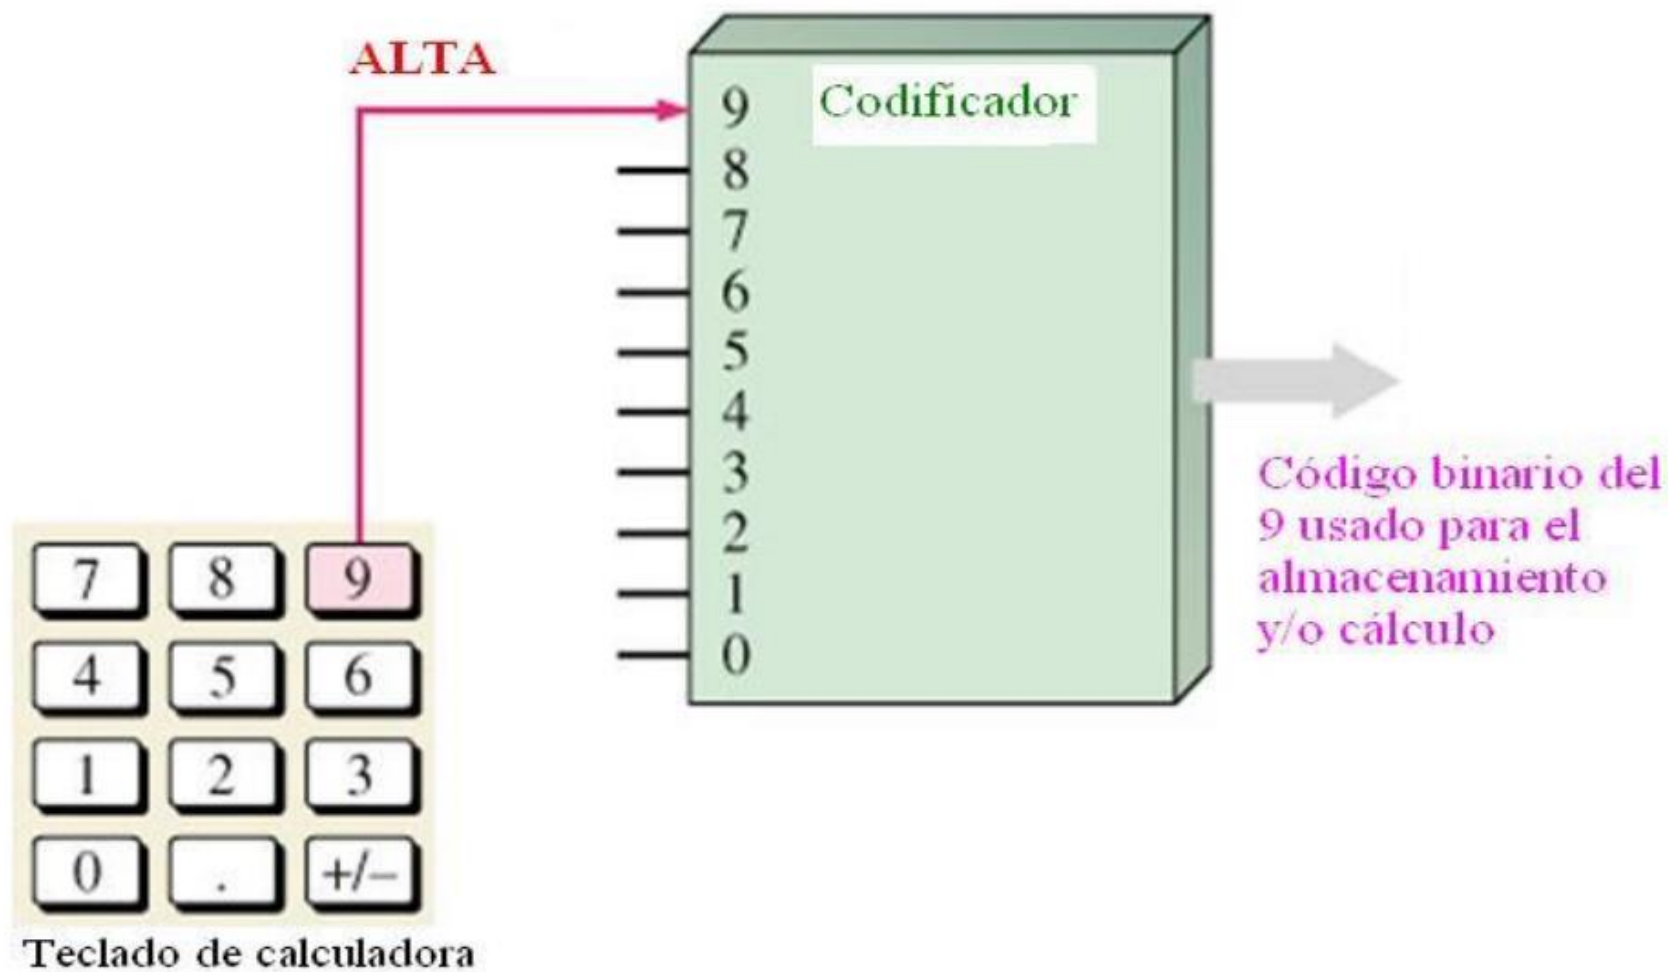 ALTA
Codificador
9
8
7
6
5
4
3
2
1
0
Código binario del
9 usado para el
almacenamiento
y/o cálculo
7 8 9
4 5 6
1 2 3
0 . +/−
Teclado de calculadora